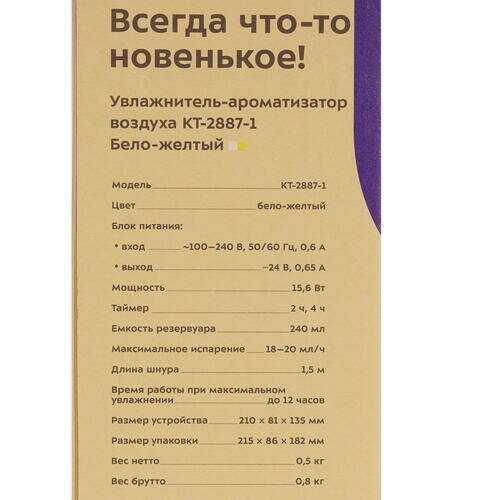 Всегда что-то
новенькое!
Увлажнитель-ароматизатор
воздуха КТ-2887-1
Бело-желтый
Модель КТ-2887-1
Цвет бело-желтый
Блок питания:
• вход ~100–240 В, 50/60 Гц, 0,6 А
• выход ~24 В, 0,65 А
Мощность 15,6 Вт
Таймер 2 ч, 4 ч
Емкость резервуара 240 мл
Максимальное испарение 18–20 мл/ч
Длина шнура 1,5 м
Время работы при максимальном
увлажнении до 12 часов
Размер устройства 210 × 81 × 135 мм
Размер упаковки 215 × 86 × 182 мм
Вес нетто 0,5 кг
Вес брутто 0,8 кг